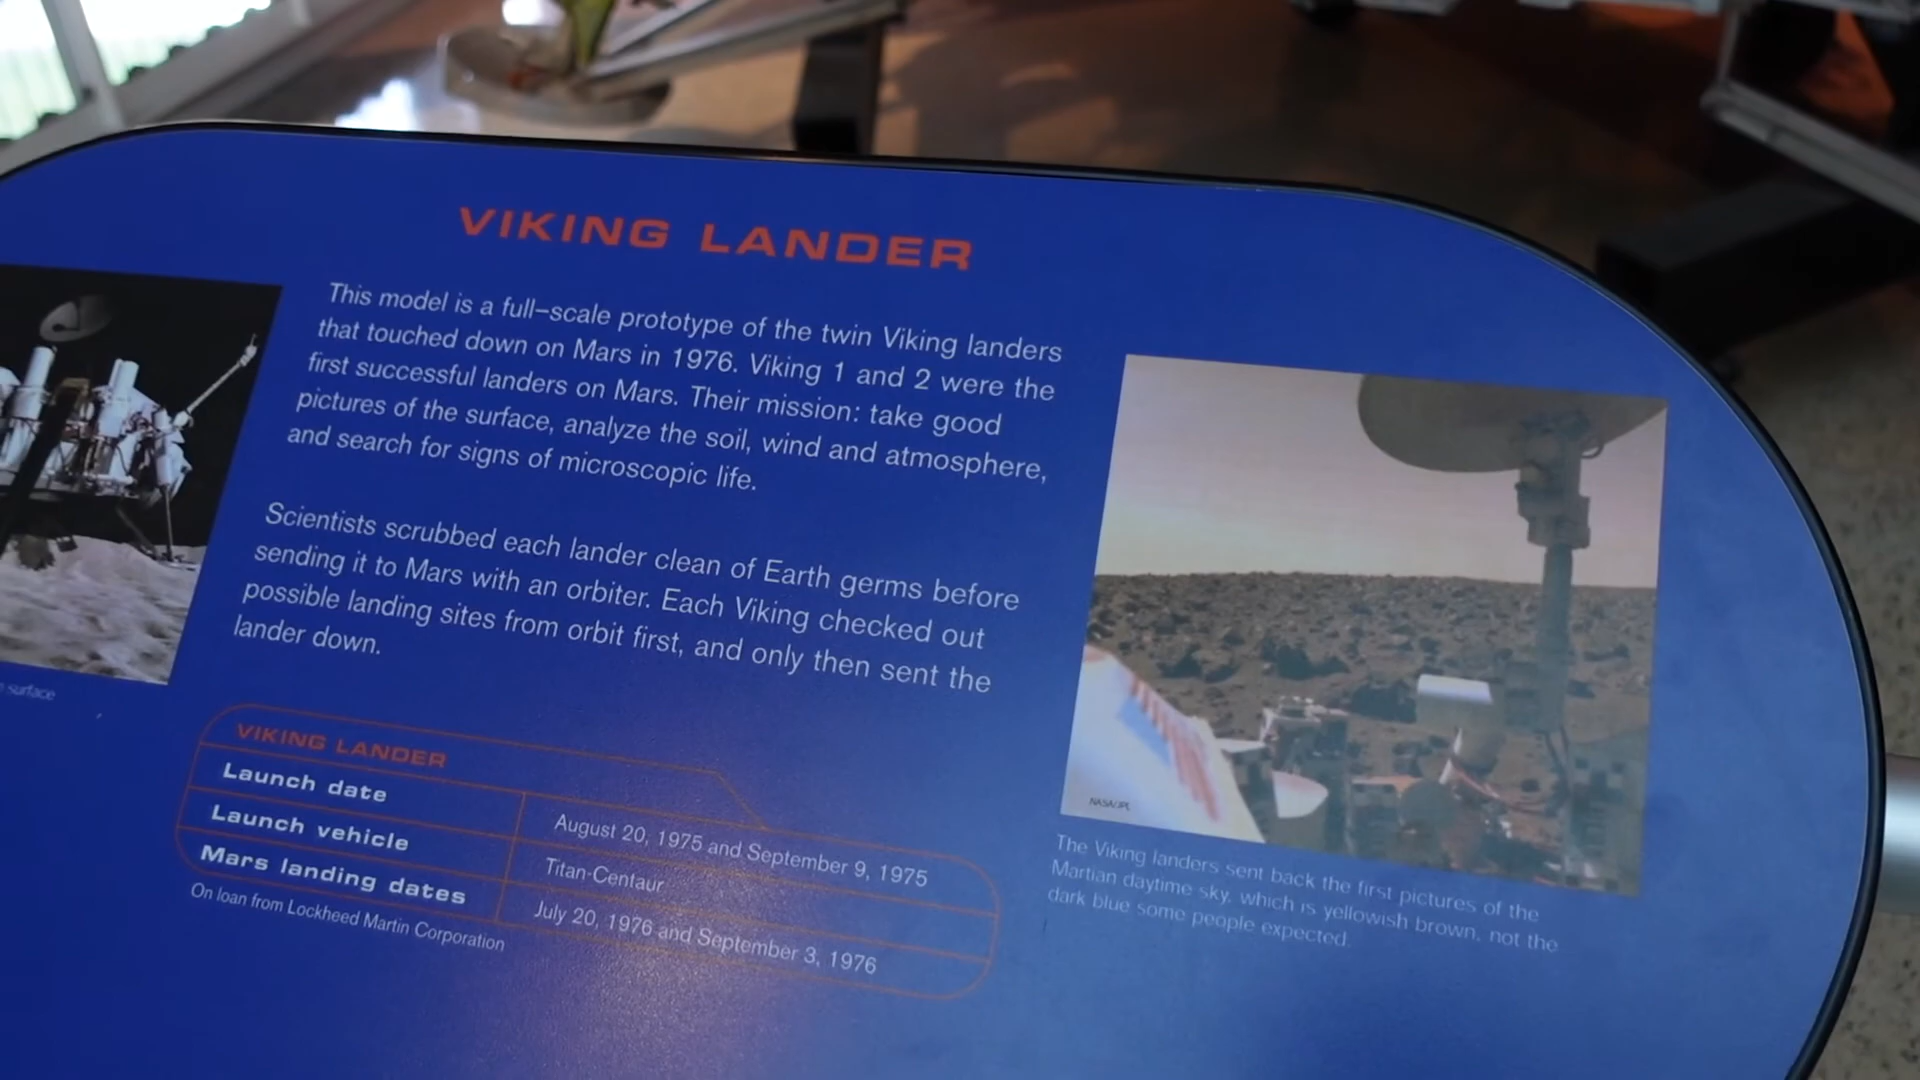 VIKING LANDER
This model is a full-scale prototype of the twin Viking landers
that touched down on Mars in 1976. Viking 1 and 2 were the
first successful landers on Mars. Their mission: take good
pictures of the surface, analyze the soil, wind and atmosphere,
and search for signs of microscopic life.
Scientists scrubbed each lander clean of Earth germs before
sending it to Mars with an orbiter. Each Viking checked out
possible landing sites from orbit first, and only then sent the
lander down.
surface
VIKING LANDER
Launch date August 20, 1975 and September 9, 1975
Launch vehicle Titan-Centaur
Mars landing dates July 20, 1976 and September 3, 1976
On loan from Lockheed Martin Corporation
NASA/JPL
The Viking landers sent back the first pictures of the
Martian daytime sky, which is yellowish brown, not the
dark blue some people expected.